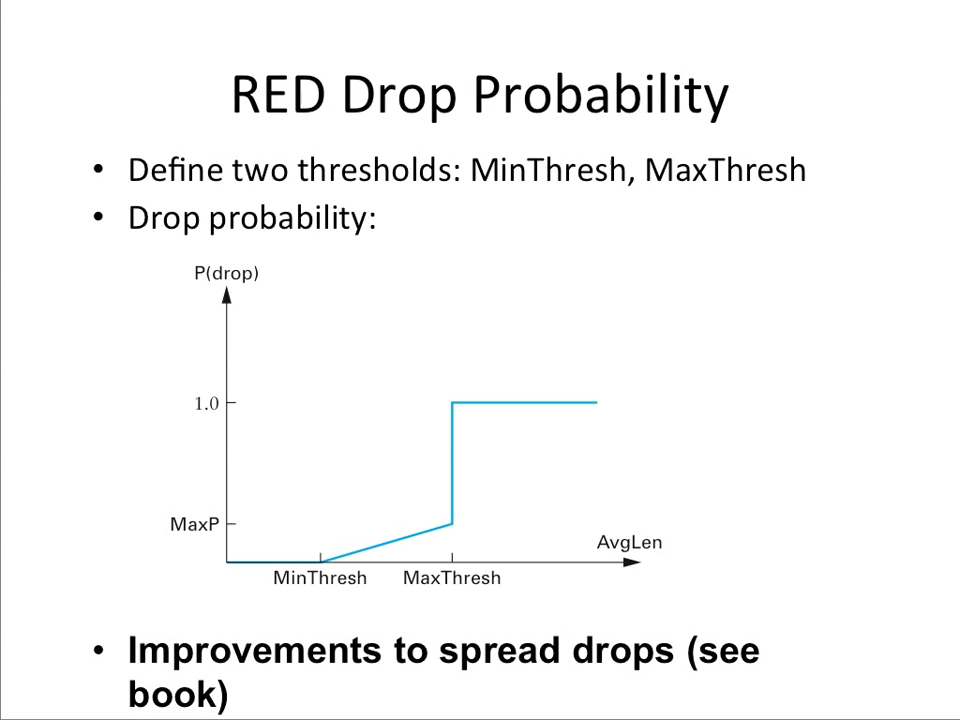 RED Drop Probability
• Define two thresholds: MinThresh, MaxThresh
• Drop probability:
P(drop)
1.0
MaxP
AvgLen
MinThresh MaxThresh
• Improvements to spread drops (see
book)